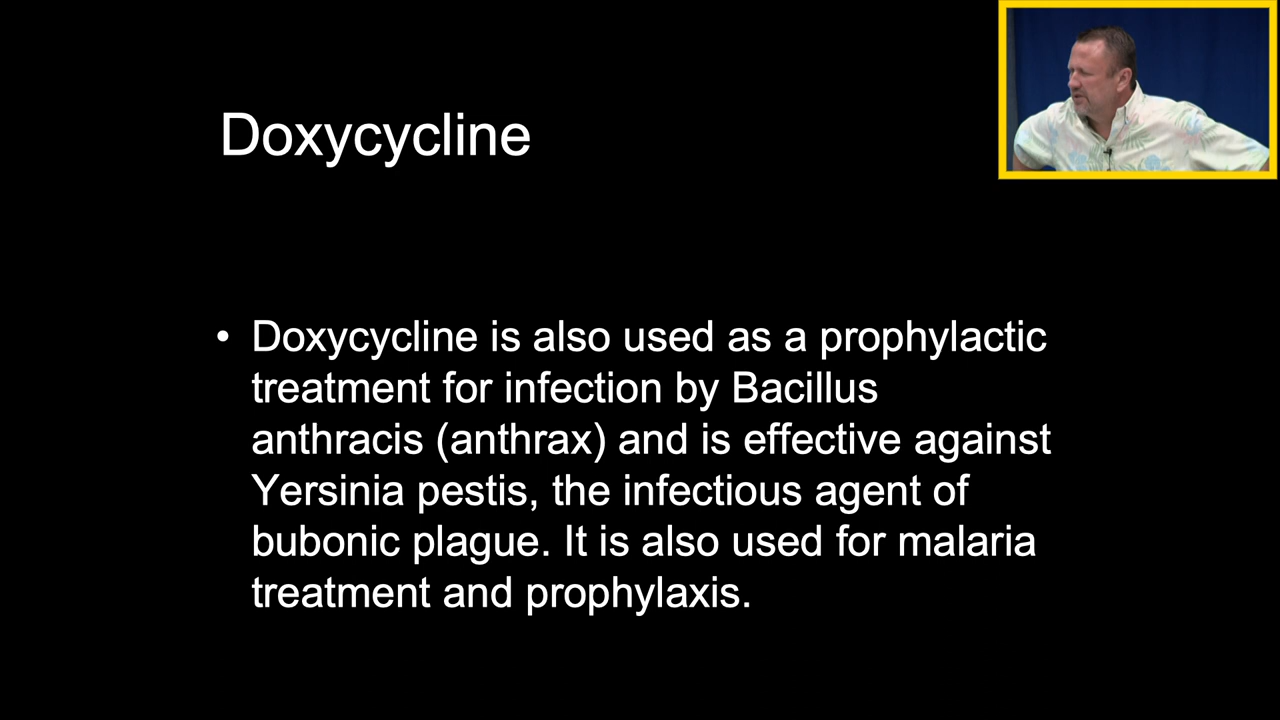 Doxycycline
• Doxycycline is also used as a prophylactic
treatment for infection by Bacillus
anthracis (anthrax) and is effective against
Yersinia pestis, the infectious agent of
bubonic plague. It is also used for malaria
treatment and prophylaxis.